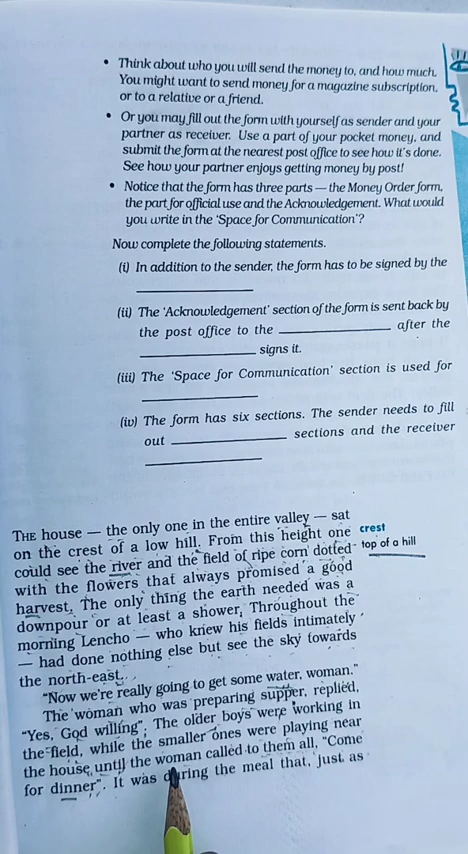 • Think about who you will send the money to, and how much.
You might want to send money for a magazine subscription,
or to a relative or a friend.
• Or you may fill out the form with yourself as sender and your
partner as receiver. Use a part of your pocket money, and
submit the form at the nearest post office to see how it's done.
See how your partner enjoys getting money by post!
• Notice that the form has three parts — the Money Order form,
the part for official use and the Acknowledgement. What would
you write in the 'Space for Communication'?
Now complete the following statements.
(i) In addition to the sender, the form has to be signed by the
(ii) The 'Acknowledgement' section of the form is sent back by
the post office to the ____________ after the
____________ signs it.
(iii) The 'Space for Communication' section is used for
____________
(iv) The form has six sections. The sender needs to fill
out ____________ sections and the receiver
____________
THE house — the only one in the entire valley — sat
on the crest of a low hill. From this height one
could see the river and the field of ripe corn dotted
with the flowers that always promised a good
harvest. The only thing the earth needed was a
downpour or at least a shower. Throughout the
morning Lencho — who knew his fields intimately
— had done nothing else but see the sky towards
the north-east.
crest
top of a hill
"Now we're really going to get some water, woman."
The woman who was preparing supper, replied,
"Yes, God willing". The older boys were working in
the field, while the smaller ones were playing near
the house until the woman called to them all, "Come
for dinner". It was during the meal that, just as